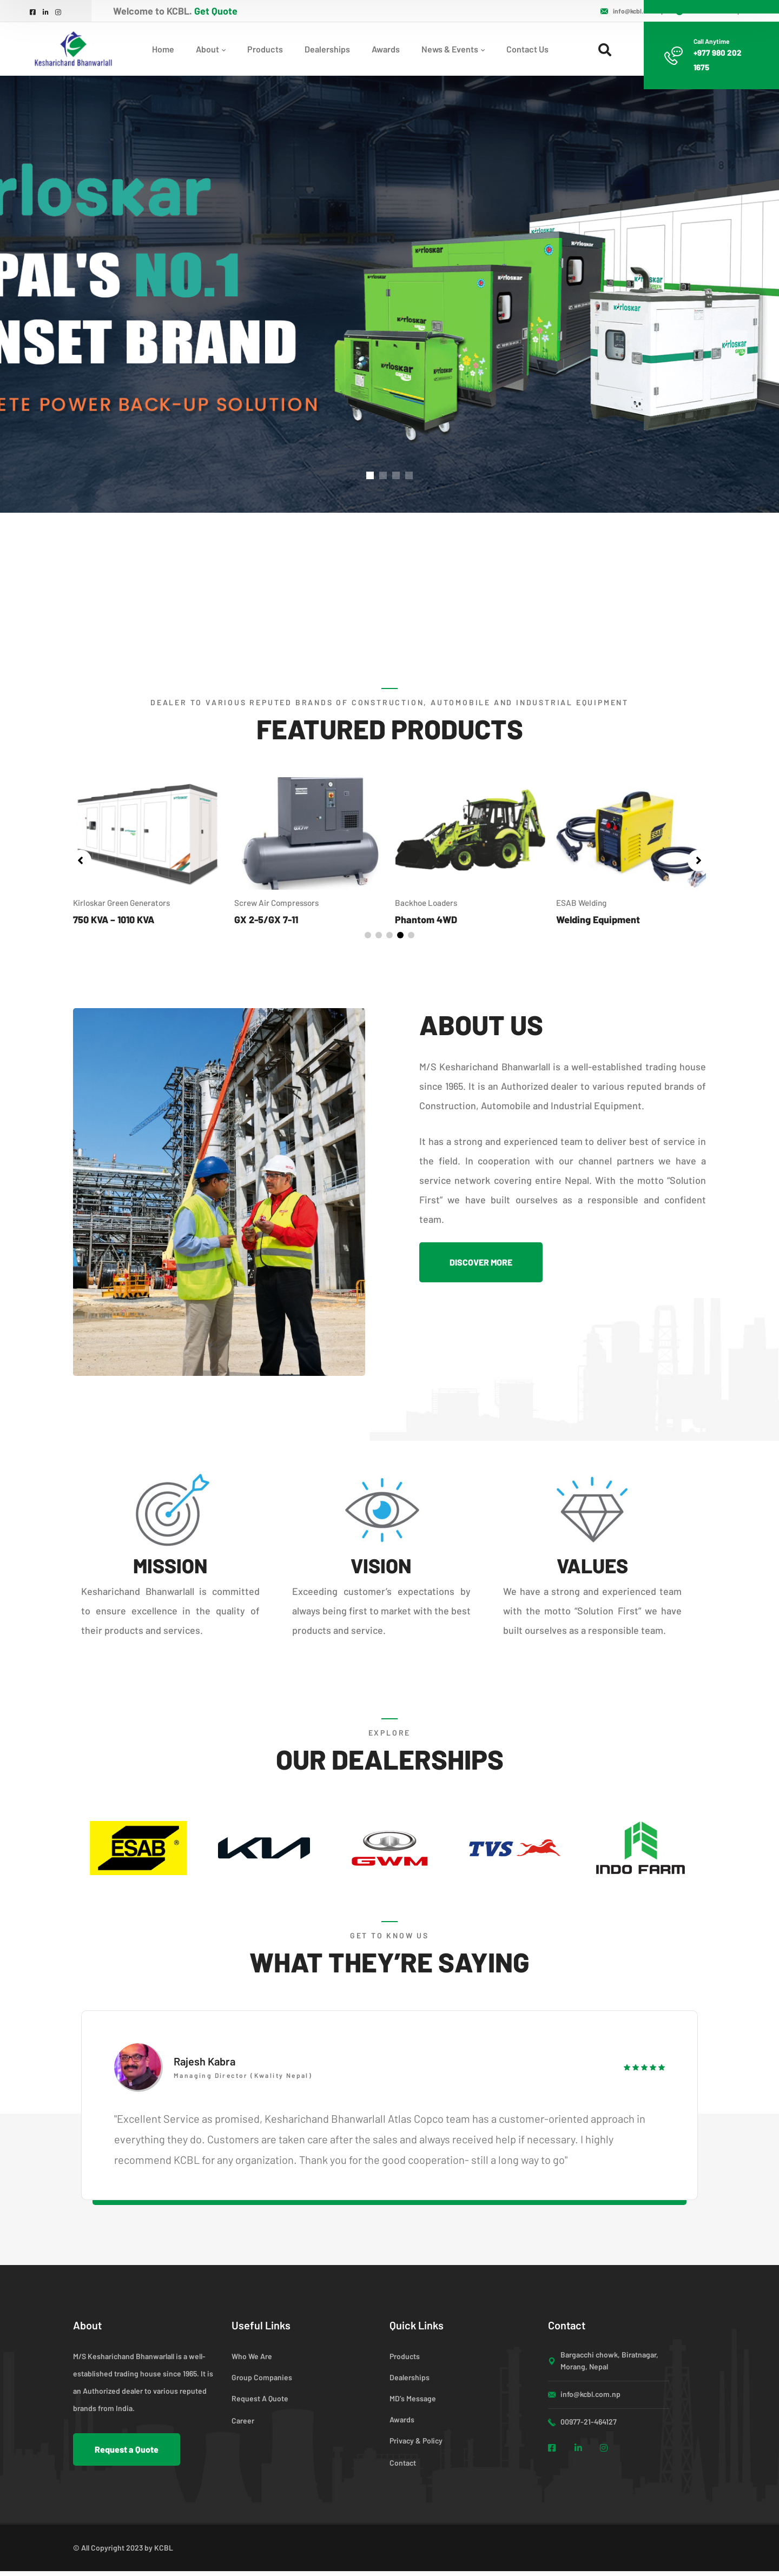 Welcome to KCBL. Get Quote
info@kcbl.
Kesharichand Bhanwarlall
Home
About
Products
Dealerships
Awards
News & Events
Contact Us
Call Anytime
+977 980 202
1675
rloskar
PAL'S NO.1
NSET BRAND
ETE POWER BACK-UP SOLUTION
DEALER TO VARIOUS REPUTED BRANDS OF CONSTRUCTION, AUTOMOBILE AND INDUSTRIAL EQUIPMENT
FEATURED PRODUCTS
Kirloskar Green Generators
750 KVA – 1010 KVA
Screw Air Compressors
GX 2-5/GX 7-11
Backhoe Loaders
Phantom 4WD
ESAB Welding
Welding Equipment
ABOUT US
M/S Kesharichand Bhanwarlall is a well-established trading house
since 1965. It is an Authorized dealer to various reputed brands of
Construction, Automobile and Industrial Equipment.
It has a strong and experienced team to deliver best of service in
the field. In cooperation with our channel partners we have a
service network covering entire Nepal. With the motto “Solution
First” we have built ourselves as a responsible and confident
team.
DISCOVER MORE
MISSION
Kesharichand Bhanwarlall is committed
to ensure excellence in the quality of
their products and services.
VISION
Exceeding customer’s expectations by
always being first to market with the best
products and service.
VALUES
We have a strong and experienced team
with the motto “Solution First” we have
built ourselves as a responsible team.
EXPLORE
OUR DEALERSHIPS
ESAB
KIA
GWM
TVS
INDO FARM
GET TO KNOW US
WHAT THEY’RE SAYING
Rajesh Kabra
Managing Director (Kwality Nepal)
"Excellent Service as promised, Kesharichand Bhanwarlall Atlas Copco team has a customer-oriented approach in
everything they do. Customers are taken care after the sales and always received help if necessary. I highly
recommend KCBL for any organization. Thank you for the good cooperation- still a long way to go"
About
M/S Kesharichand Bhanwarlall is a well-
established trading house since 1965. It is
an Authorized dealer to various reputed
brands from India.
Request a Quote
Useful Links
Who We Are
Group Companies
Request A Quote
Career
Quick Links
Products
Dealerships
MD’s Message
Awards
Privacy & Policy
Contact
Contact
Bargacchi chowk, Biratnagar,
Morang, Nepal
info@kcbl.com.np
00977-21-464127
© All Copyright 2023 by KCBL